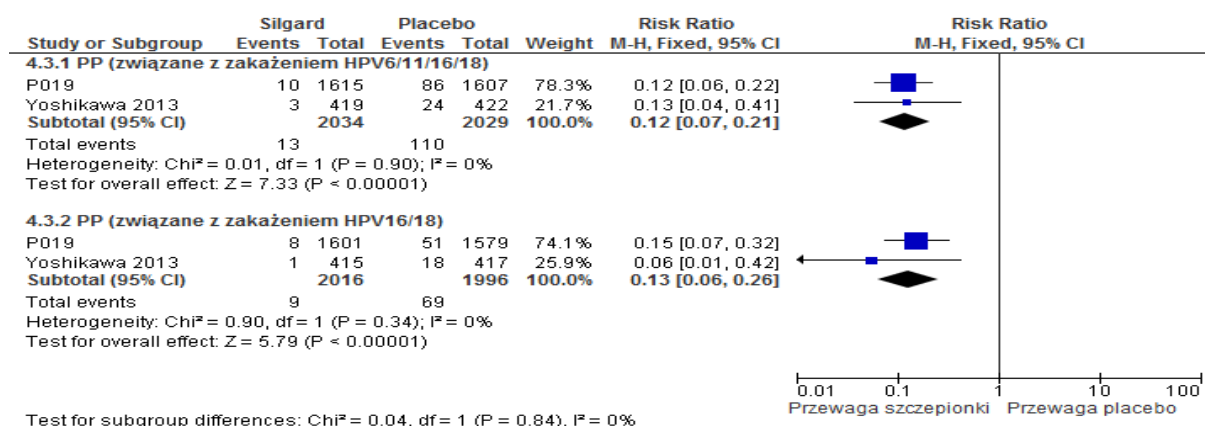 Silgard Placebo Risk Ratio Risk Ratio
Study or Subgroup Events Total Events Total Weight M-H, Fixed, 95% CI M-H, Fixed, 95% CI
4.3.1 PP (związane z zakażeniem HPV6/11/16/18)
P019 10 1615 86 1607 78.3% 0.12 [0.06, 0.22]
Yoshikawa 2013 3 419 24 422 21.7% 0.13 [0.04, 0.41]
Subtotal (95% CI) 2034 2029 100.0% 0.12 [0.07, 0.21]
Total events 13 110
Heterogeneity: Chi² = 0.01, df = 1 (P = 0.90); I² = 0%
Test for overall effect: Z = 7.33 (P < 0.00001)
4.3.2 PP (związane z zakażeniem HPV16/18)
P019 8 1601 51 1579 74.1% 0.15 [0.07, 0.32]
Yoshikawa 2013 1 415 18 417 25.9% 0.06 [0.01, 0.42]
Subtotal (95% CI) 2016 1996 100.0% 0.13 [0.06, 0.26]
Total events 9 69
Heterogeneity: Chi² = 0.90, df = 1 (P = 0.34); I² = 0%
Test for overall effect: Z = 5.79 (P < 0.00001)
0.01 0.1 1 10 100
Przewaga szczepionki Przewaga placebo
Test for subgroup differences: Chi² = 0.04, df = 1 (P = 0.84), I² = 0%